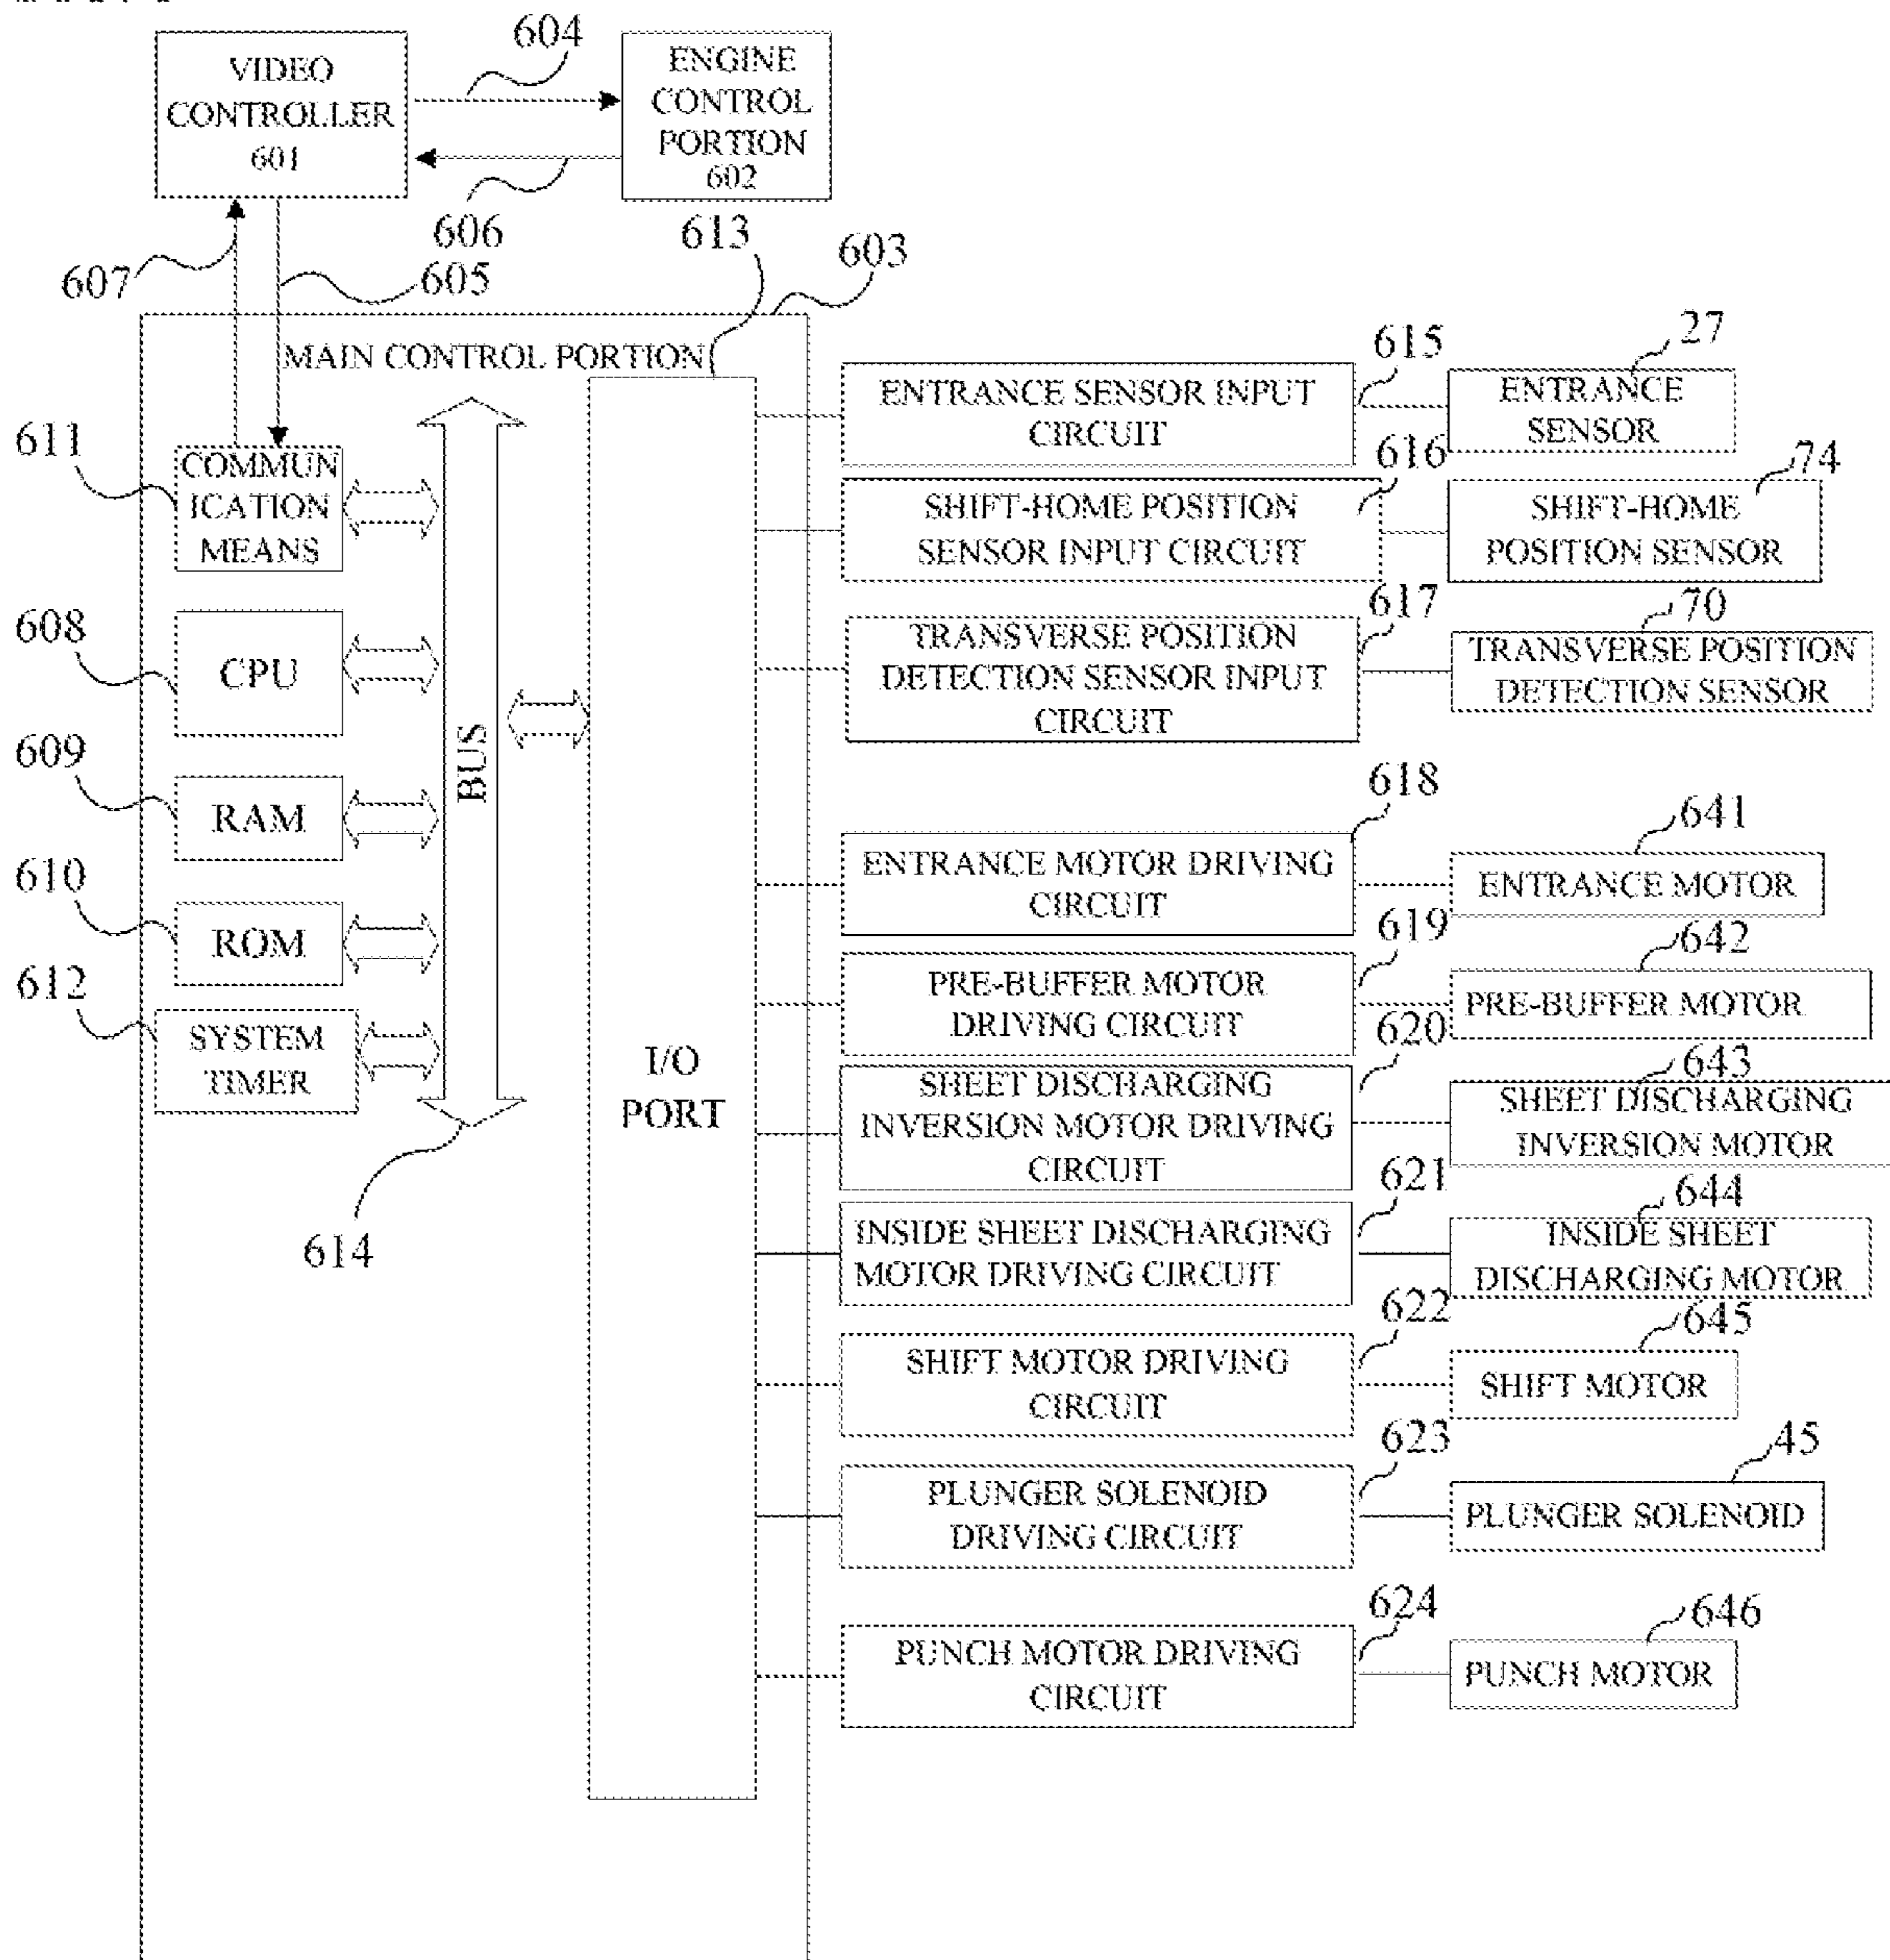 604
VIDEO
CONTROLLER
601
ENGINE
CONTROL
PORTION
602
606
613
603
607
605
MAIN CONTROL PORTION
611
COMMUN
ICATION
MEANS
608
CPU
609
RAM
610
ROM
612
SYSTEM
TIMER
BUS
614
I/O
PORT
615
27
ENTRANCE SENSOR INPUT
CIRCUIT
ENTRANCE
SENSOR
616
74
SHIFT-HOME POSITION
SENSOR INPUT CIRCUIT
SHIFT-HOME
POSITION SENSOR
617
70
TRANSVERSE POSITION
DETECTION SENSOR INPUT
CIRCUIT
TRANSVERSE POSITION
DETECTION SENSOR
618
641
ENTRANCE MOTOR DRIVING
CIRCUIT
ENTRANCE MOTOR
619
642
PRE-BUFFER MOTOR
DRIVING CIRCUIT
PRE-BUFFER MOTOR
620
643
SHEET DISCHARGING
INVERSION MOTOR DRIVING
CIRCUIT
SHEET DISCHARGING
INVERSION MOTOR
621
644
INSIDE SHEET DISCHARGING
MOTOR DRIVING CIRCUIT
INSIDE SHEET
DISCHARGING MOTOR
622
645
SHIFT MOTOR DRIVING
CIRCUIT
SHIFT MOTOR
623
45
PLUNGER SOLENOID
DRIVING CIRCUIT
PLUNGER SOLENOID
624
646
PUNCH MOTOR DRIVING
CIRCUIT
PUNCH MOTOR